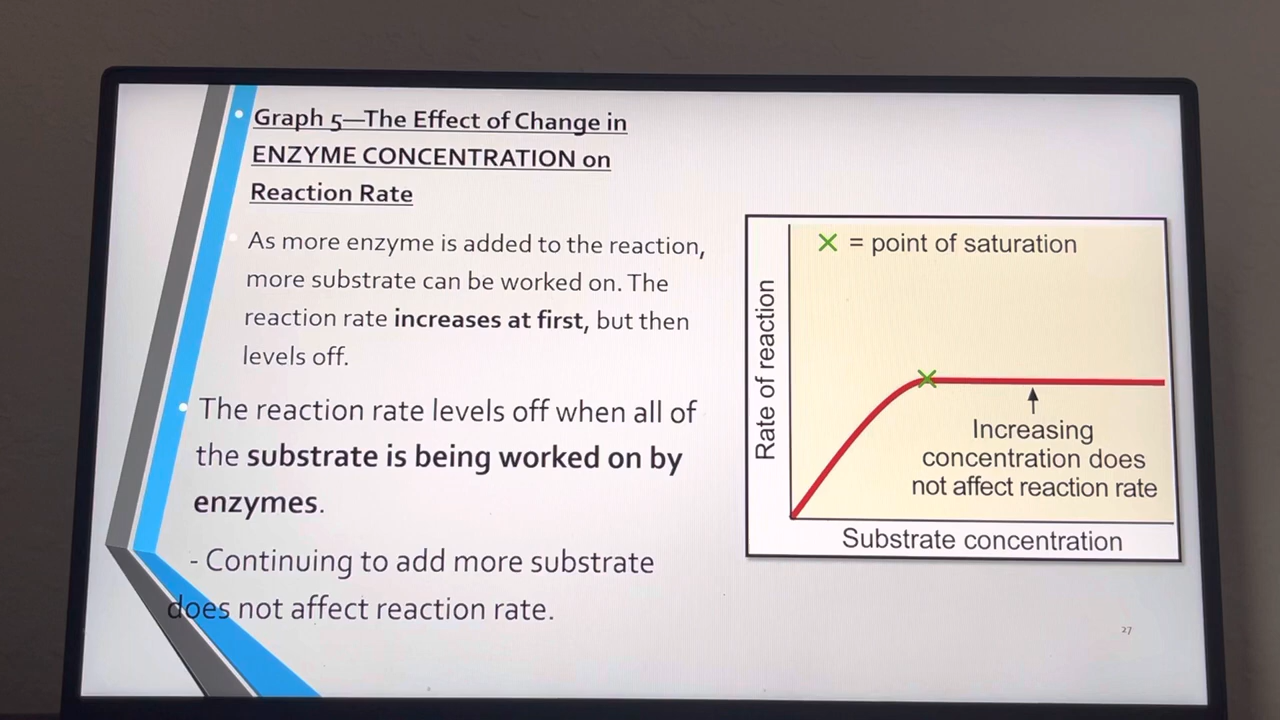 Graph 5—The Effect of Change in
ENZYME CONCENTRATION on
Reaction Rate
As more enzyme is added to the reaction,
more substrate can be worked on. The
reaction rate increases at first, but then
levels off.
The reaction rate levels off when all of
the substrate is being worked on by
enzymes.
- Continuing to add more substrate
does not affect reaction rate.
× = point of saturation
Rate of reaction
Increasing
concentration does
not affect reaction rate
Substrate concentration
27